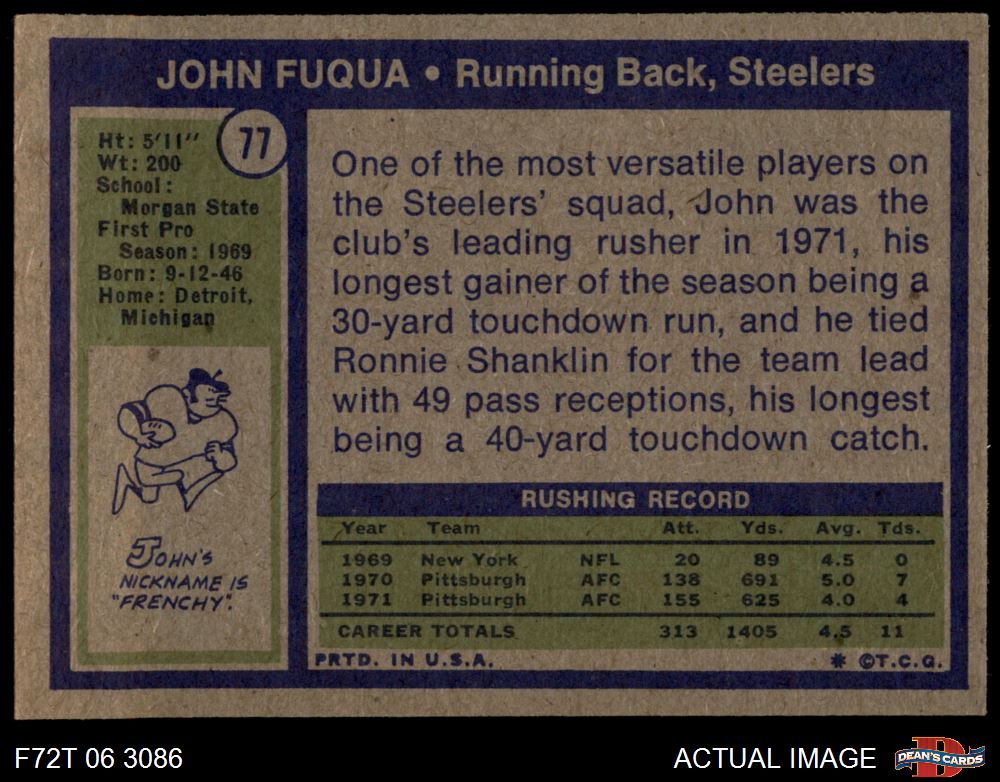 JOHN FUQUA • Running Back, Steelers
77
Ht: 5'11"
Wt: 200
School:
Morgan State
First Pro
Season: 1969
Born: 9-12-46
Home: Detroit,
Michigan
JOHN'S
NICKNAME IS
"FRENCHY".
One of the most versatile players on
the Steelers' squad, John was the
club's leading rusher in 1971, his
longest gainer of the season being a
30-yard touchdown run, and he tied
Ronnie Shanklin for the team lead
with 49 pass receptions, his longest
being a 40-yard touchdown catch.
RUSHING RECORD
Year Team Att. Yds. Avg. Tds.
1969 New York NFL 20 89 4.5 0
1970 Pittsburgh AFC 138 691 5.0 7
1971 Pittsburgh AFC 155 625 4.0 4
CAREER TOTALS 313 1405 4.5 11
PRTD. IN U.S.A. * ©T.C.G.
F72T 06 3086
ACTUAL IMAGE
D
DEAN'S CARDS